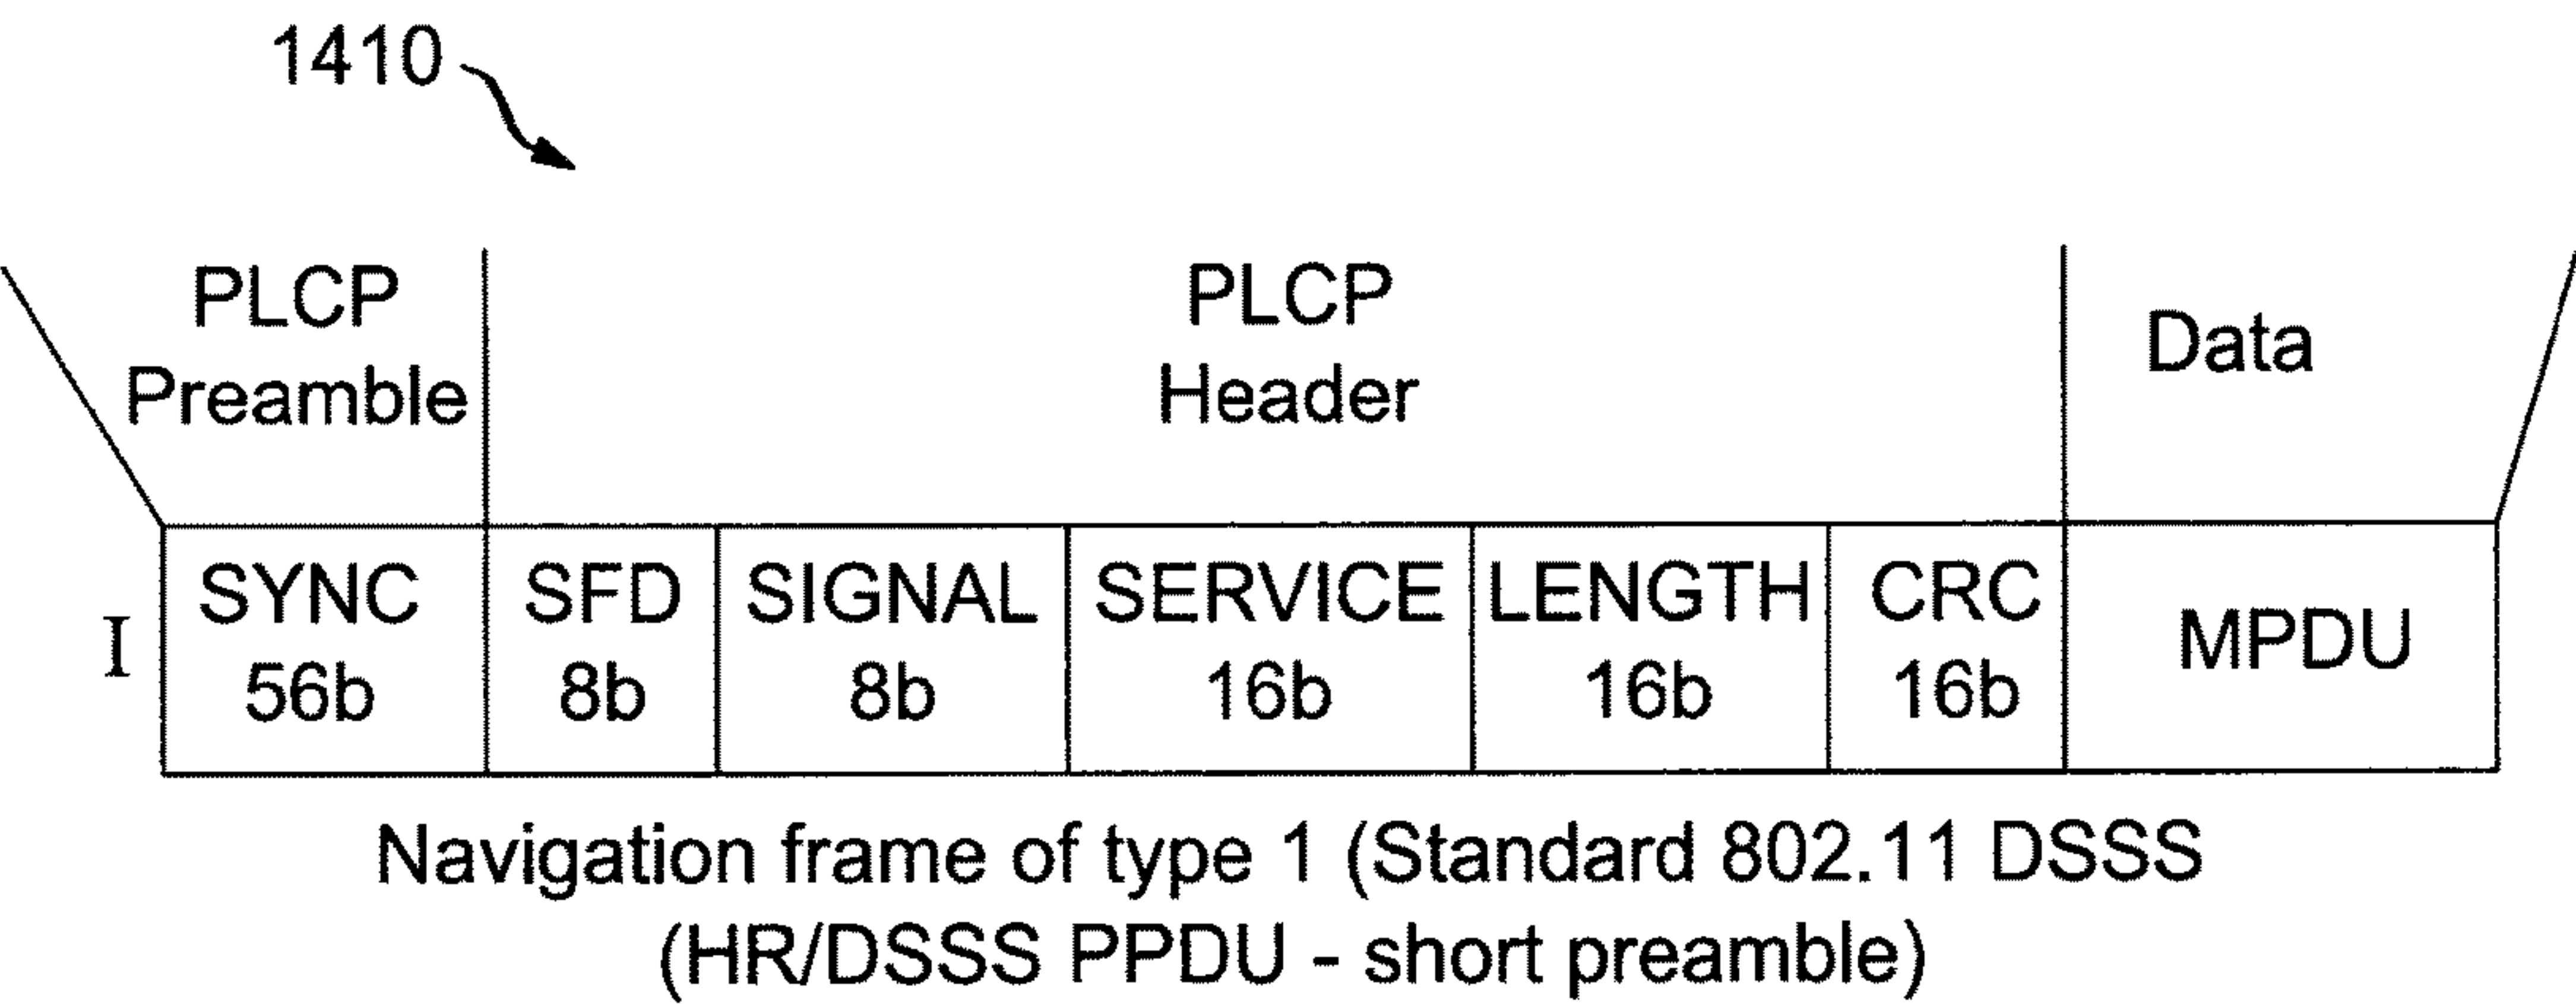 1410
PLCP
Preamble
PLCP
Header
Data
I
SYNC
56b
SFD
8b
SIGNAL
8b
SERVICE
16b
LENGTH
16b
CRC
16b
MPDU
Navigation frame of type 1 (Standard 802.11 DSSS
(HR/DSSS PPDU - short preamble)